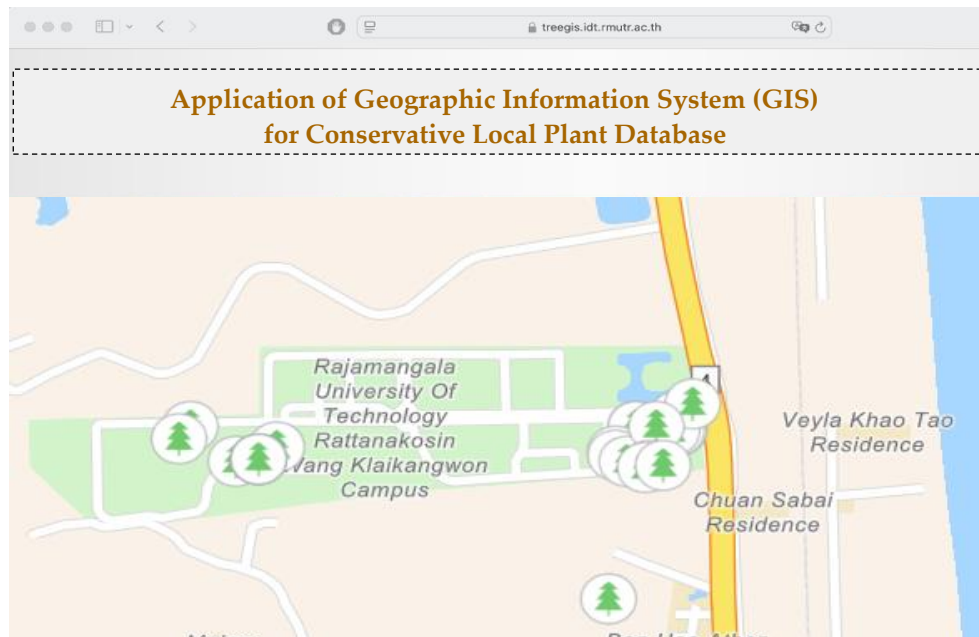 treegis.idt.rmutr.ac.th
Application of Geographic Information System (GIS)
for Conservative Local Plant Database
4
Rajamangala
University Of
Technology
Rattanakosin
Wang Klaikangwon
Campus
Veyla Khao Tao
Residence
Chuan Sabai
Residence